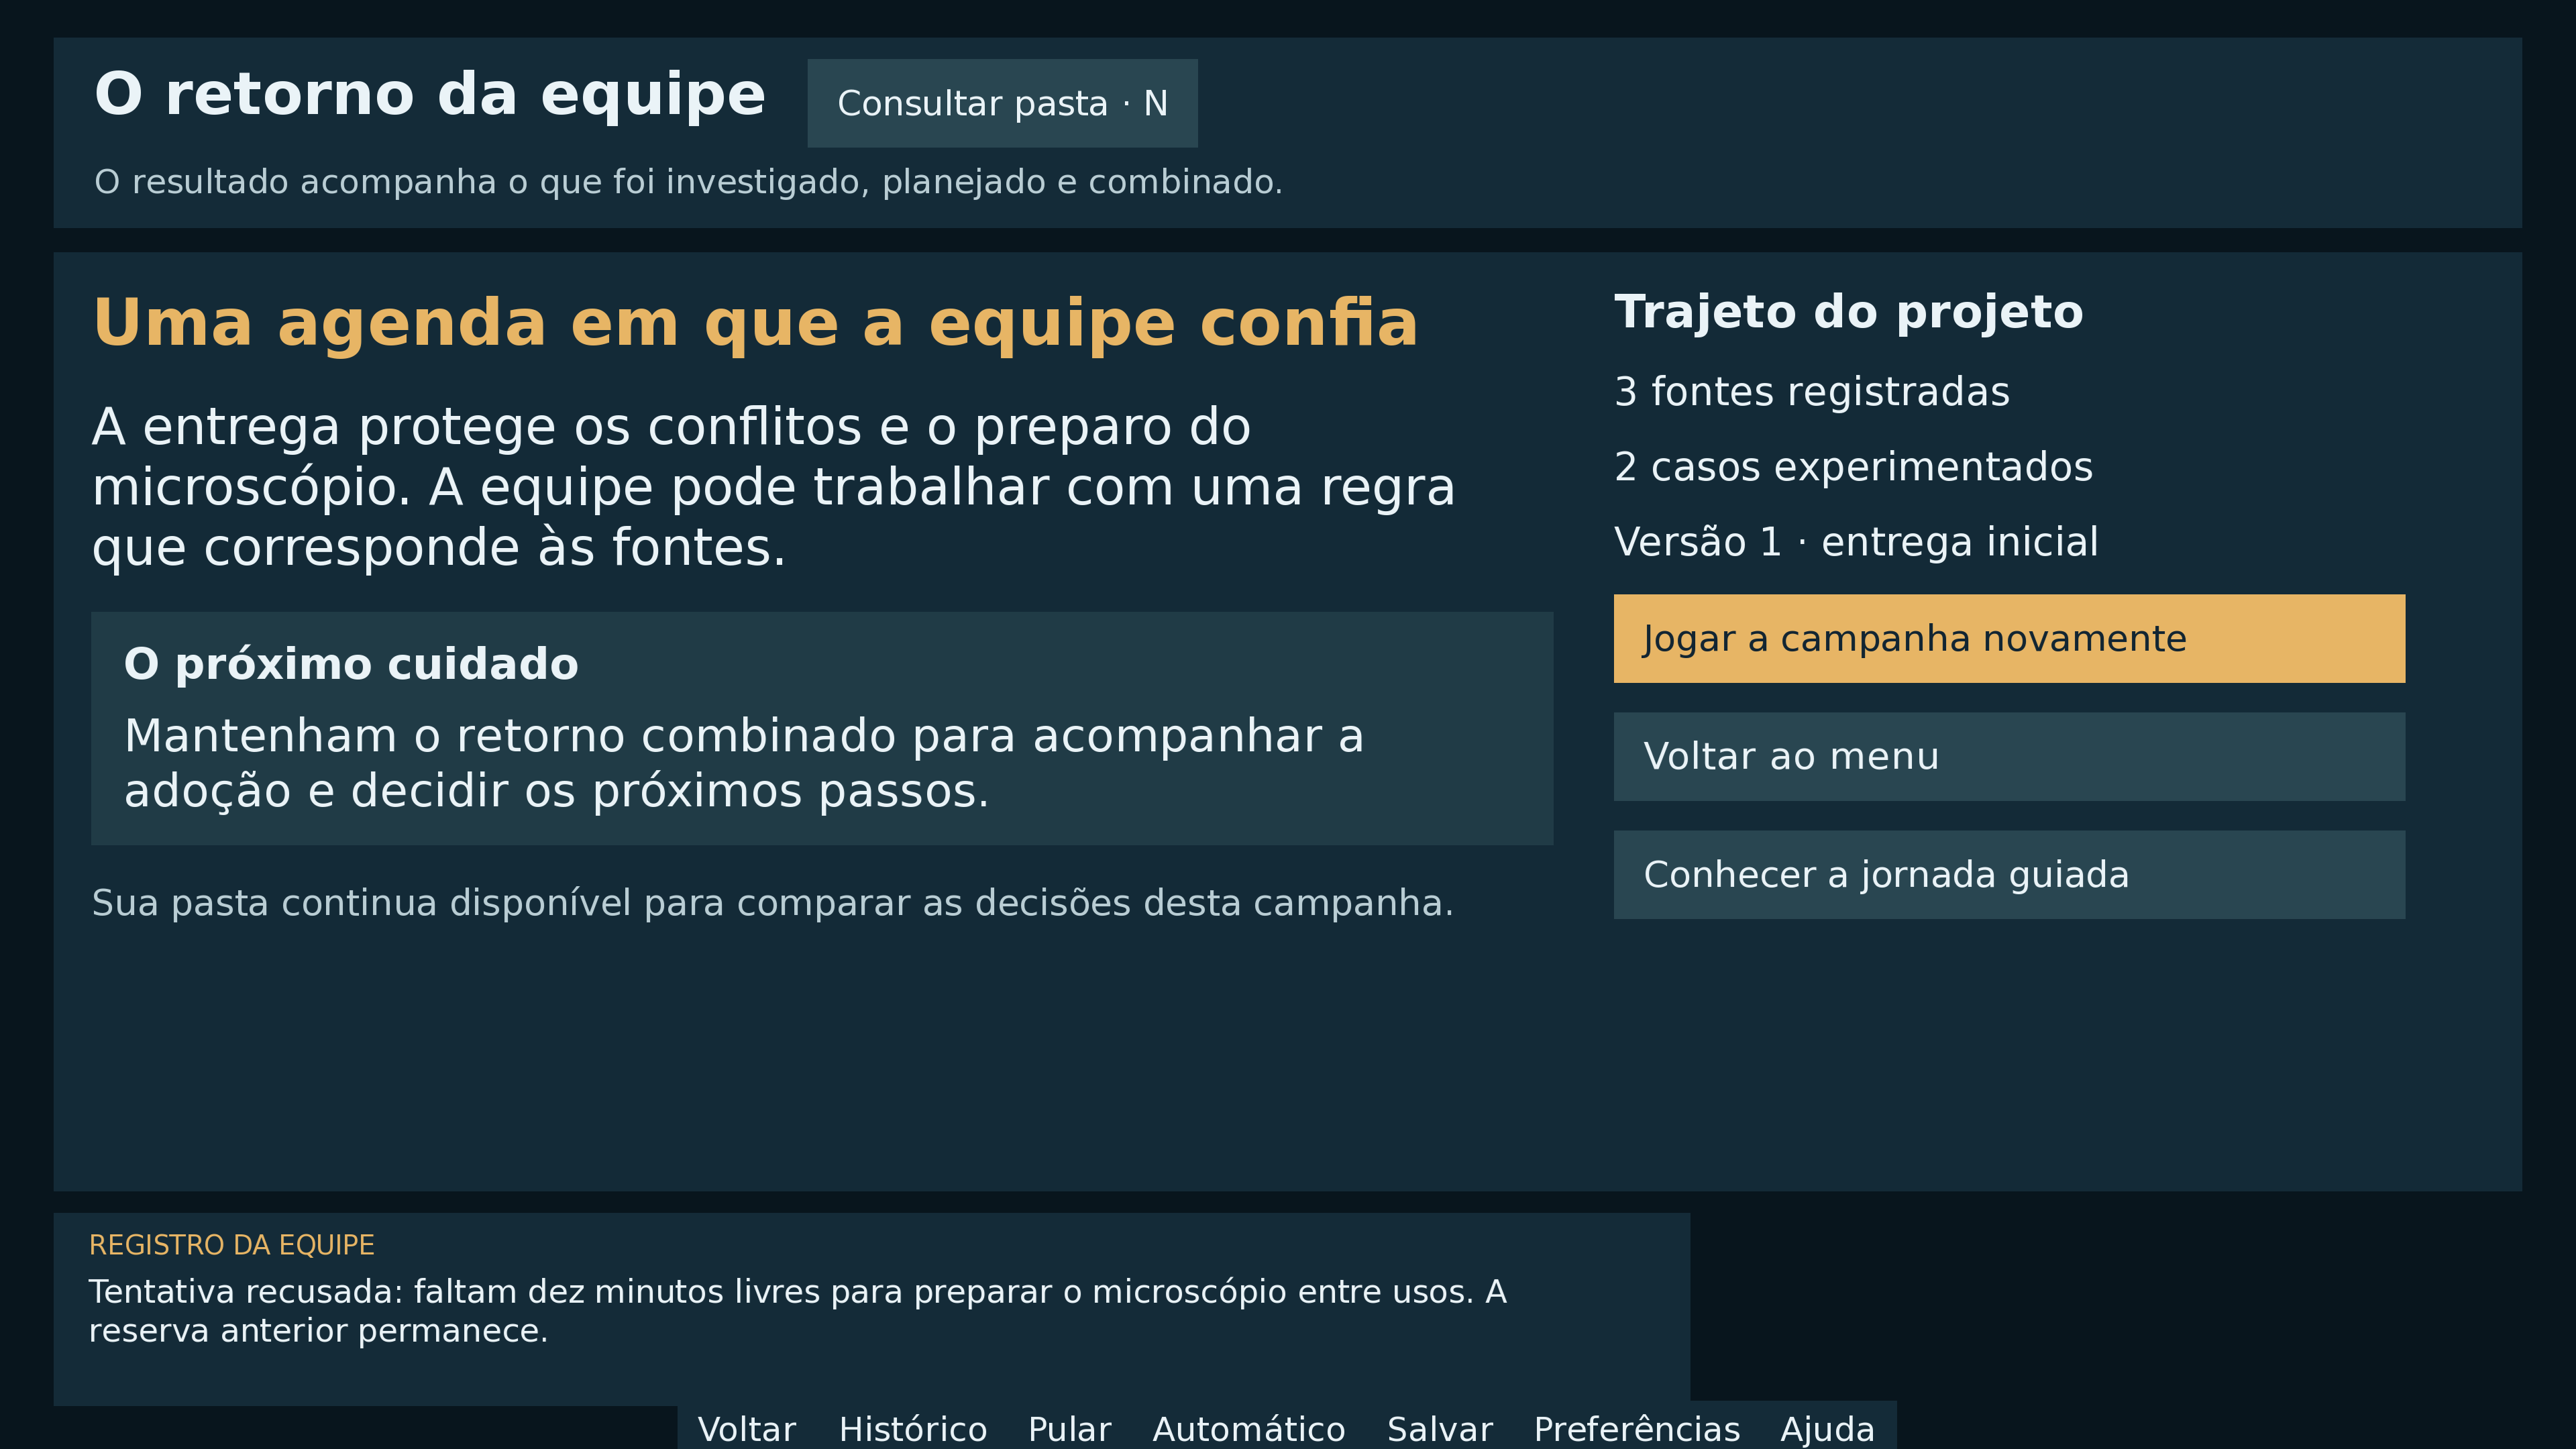 O retorno da equipe
Consultar pasta · N
O resultado acompanha o que foi investigado, planejado e combinado.
Uma agenda em que a equipe confia
A entrega protege os conflitos e o preparo do
microscópio. A equipe pode trabalhar com uma regra
que corresponde às fontes.
O próximo cuidado
Mantenham o retorno combinado para acompanhar a
adoção e decidir os próximos passos.
Sua pasta continua disponível para comparar as decisões desta campanha.
Trajeto do projeto
3 fontes registradas
2 casos experimentados
Versão 1 · entrega inicial
Jogar a campanha novamente
Voltar ao menu
Conhecer a jornada guiada
REGISTRO DA EQUIPE
Tentativa recusada: faltam dez minutos livres para preparar o microscópio entre usos. A
reserva anterior permanece.
Voltar Histórico Pular Automático Salvar Preferências Ajuda